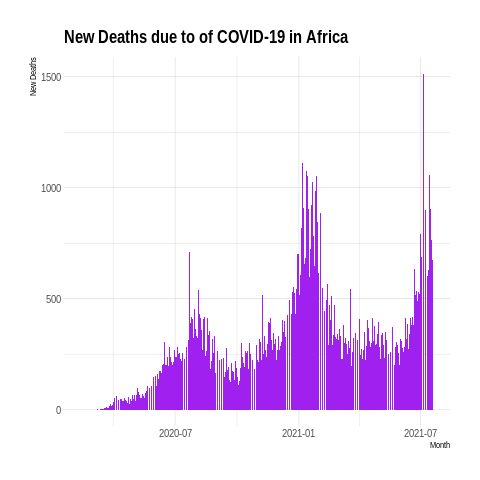 New Deaths due to of COVID-19 in Africa
New Deaths
1500
1000
500
0
2020-07
2021-01
2021-07
Month